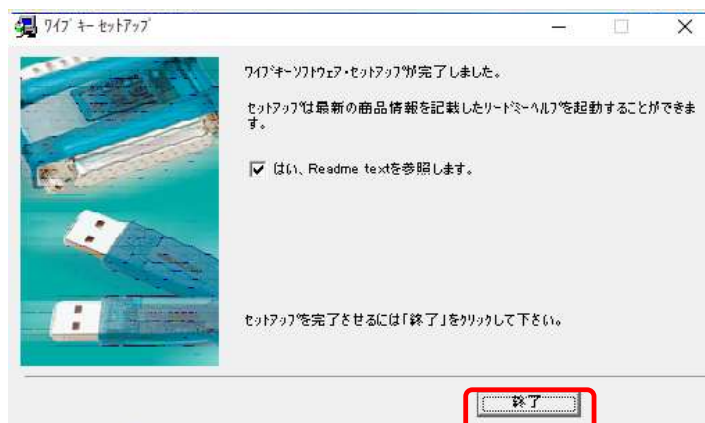 ワイブキーセットアップ
ワイブキーソフトウェア・セットアップが完了しました。
セットアップは最新の商品情報を記載したリードミーヘルプを起動することができま
す。
はい、Readme textを参照します。
セットアップを完了させるには「終了」をクリックして下さい。
終了